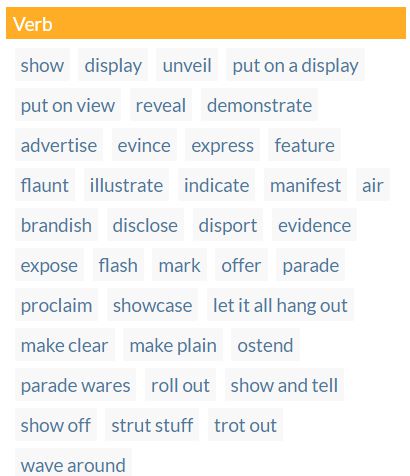 Verb
show display unveil put on a display
put on view reveal demonstrate
advertise evince express feature
flaunt illustrate indicate manifest air
brandish disclose disport evidence
expose flash mark offer parade
proclaim showcase let it all hang out
make clear make plain ostend
parade wares roll out show and tell
show off strut stuff trot out
wave around